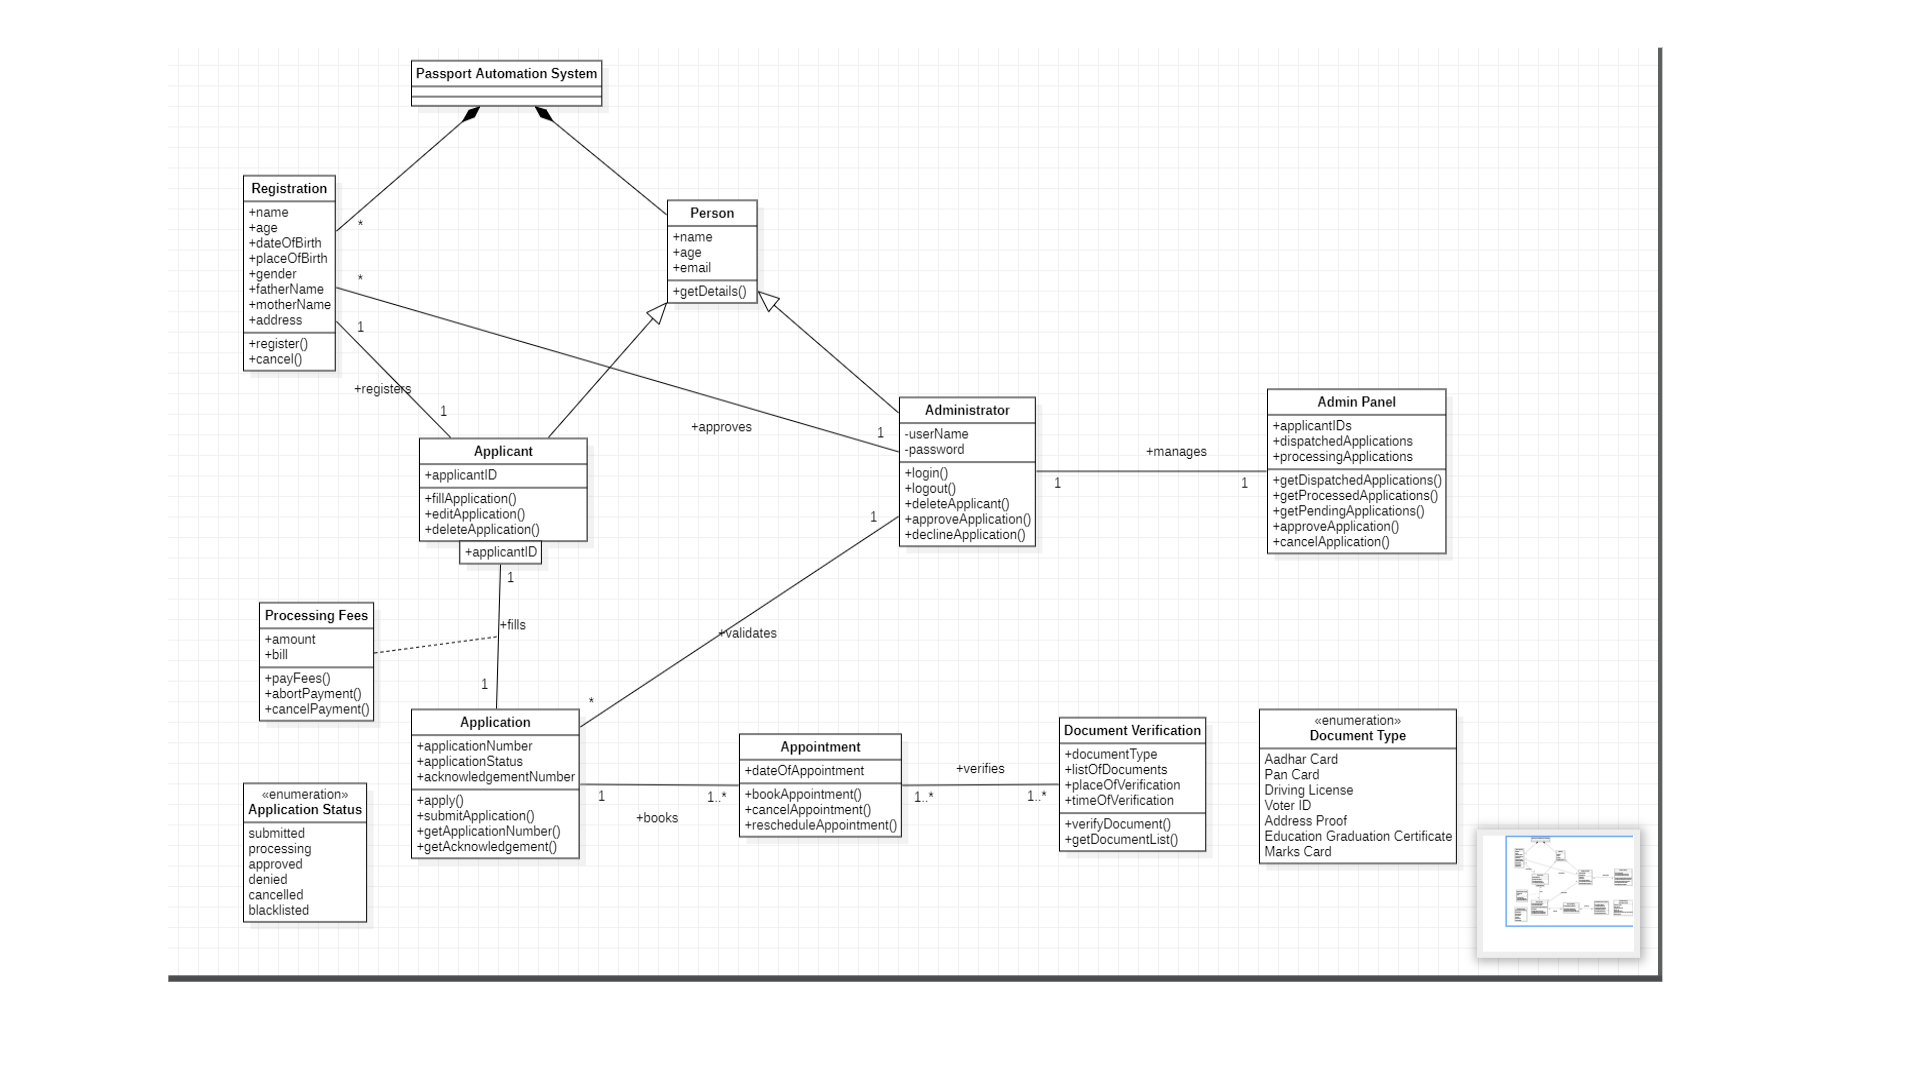 Passport Automation System
Registration
+name
+age
+dateOfBirth
+placeOfBirth
+gender
+fatherName
+motherName
+address
+register()
+cancel()
*
*
1
Person
+name
+age
+email
+getDetails()
+registers
1
+approves
1
Applicant
+applicantID
+fillApplication()
+editApplication()
+deleteApplication()
+applicantID
1
Administrator
-userName
-password
+login()
+logout()
+deleteApplicant()
+approveApplication()
+declineApplication()
1
+manages
1
1
Admin Panel
+applicantIDs
+dispatchedApplications
+processingApplications
+getDispatchedApplications()
+getProcessedApplications()
+getPendingApplications()
+approveApplication()
+cancelApplication()
Processing Fees
+amount
+bill
+payFees()
+abortPayment()
+cancelPayment()
+fills
1
+validates
*
Application
+applicationNumber
+applicationStatus
+acknowledgementNumber
+apply()
+submitApplication()
+getApplicationNumber()
+getAcknowledgement()
1
+books
1..*
Appointment
+dateOfAppointment
+bookAppointment()
+cancelAppointment()
+rescheduleAppointment()
1..*
+verifies
1..*
Document Verification
+documentType
+listOfDocuments
+placeOfVerification
+timeOfVerification
+verifyDocument()
+getDocumentList()
«enumeration»
Document Type
Aadhar Card
Pan Card
Driving License
Voter ID
Address Proof
Education Graduation Certificate
Marks Card
«enumeration»
Application Status
submitted
processing
approved
denied
cancelled
blacklisted